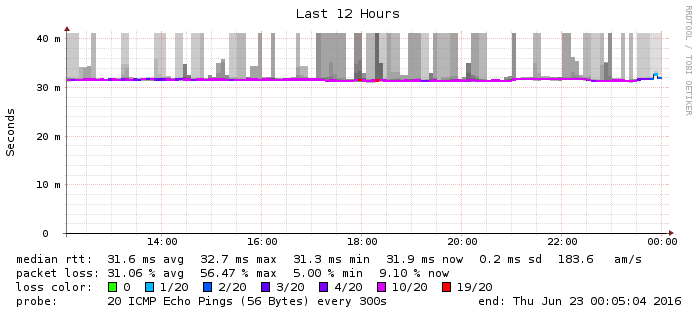 Last 12 Hours
RRDTOOL / TOBI OETIKER
Seconds
40 m
30 m
20 m
10 m
0
14:00 16:00 18:00 20:00 22:00 00:00
median rtt: 31.6 ms avg 32.7 ms max 31.3 ms min 31.9 ms now 0.2 ms sd 183.6 am/s
packet loss: 31.06 % avg 56.47 % max 5.00 % min 9.10 % now
loss color: 0 1/20 2/20 3/20 4/20 10/20 19/20
probe: 20 ICMP Echo Pings (56 Bytes) every 300s end: Thu Jun 23 00:05:04 2016